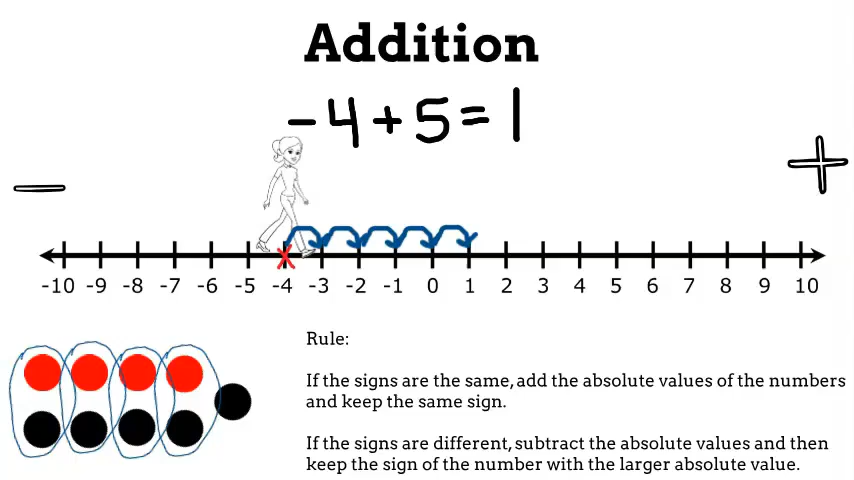 Addition
-4+5=1
-10 -9 -8 -7 -6 -5 -4 -3 -2 -1 0 1 2 3 4 5 6 7 8 9 10
Rule:
If the signs are the same, add the absolute values of the numbers
and keep the same sign.
If the signs are different, subtract the absolute values and then
keep the sign of the number with the larger absolute value.